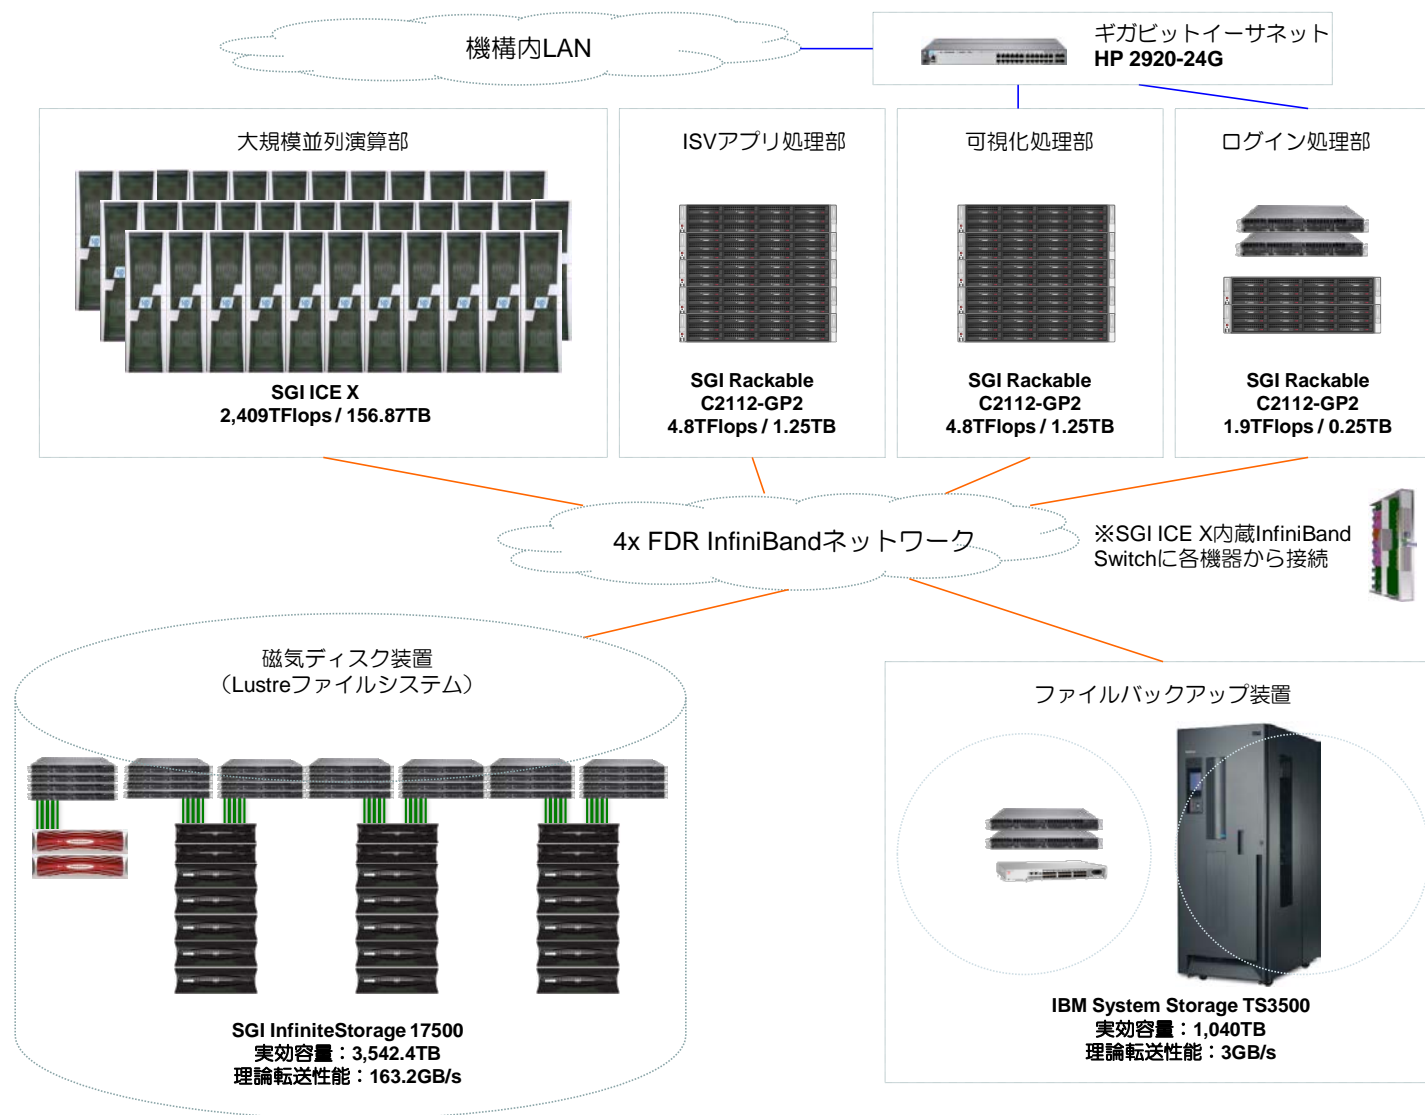 機構内LAN
ギガビットイーサネット
HP 2920-24G
大規模並列演算部
SGI ICE X
2,409TFlops / 156.87TB
ISVアプリ処理部
SGI Rackable
C2112-GP2
4.8TFlops / 1.25TB
可視化処理部
SGI Rackable
C2112-GP2
4.8TFlops / 1.25TB
ログイン処理部
SGI Rackable
C2112-GP2
1.9TFlops / 0.25TB
4x FDR InfiniBandネットワーク
※SGI ICE X内蔵InfiniBand
Switchに各機器から接続
磁気ディスク装置
（Lustreファイルシステム）
SGI InfiniteStorage 17500
実効容量：3,542.4TB
理論転送性能：163.2GB/s
ファイルバックアップ装置
IBM System Storage TS3500
実効容量：1,040TB
理論転送性能：3GB/s